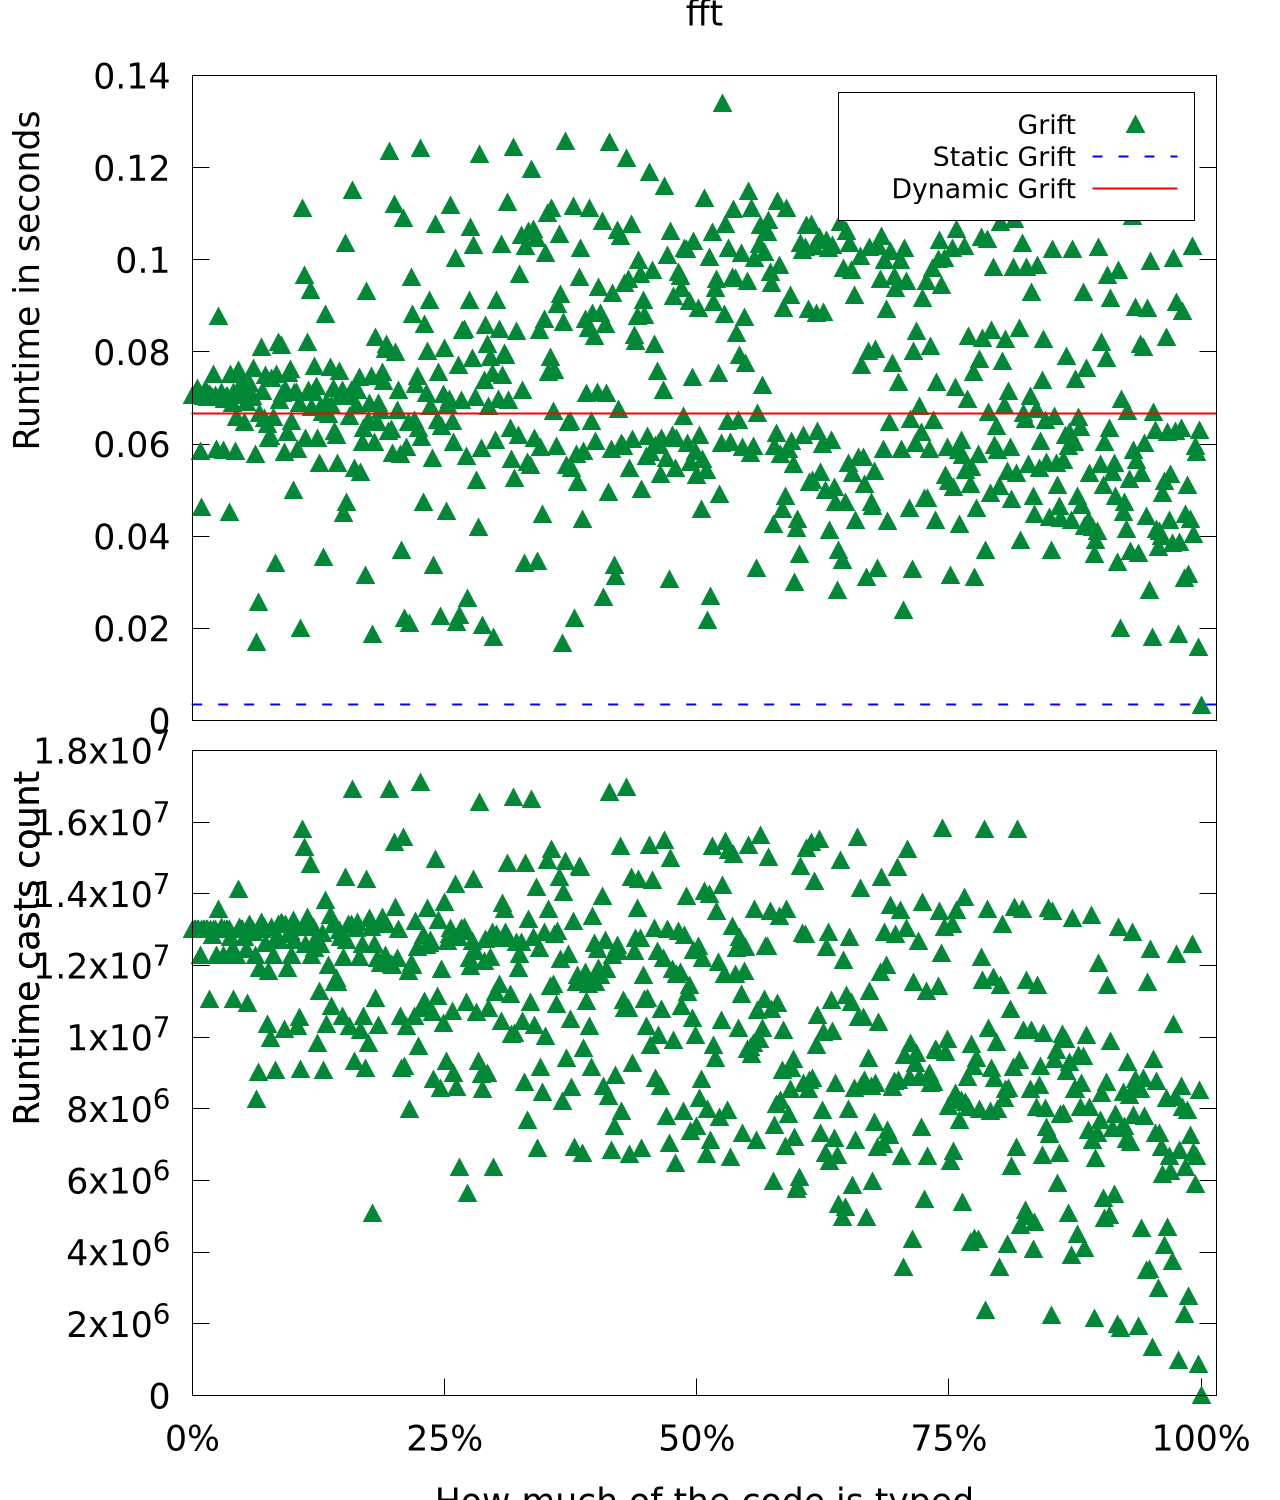 fft
Runtime in seconds
0.14
0.12
0.1
0.08
0.06
0.04
0.02
0
Grift
Static Grift
Dynamic Grift
Runtime casts count
1.8x10⁷
1.6x10⁷
1.4x10⁷
1.2x10⁷
1x10⁷
8x10⁶
6x10⁶
4x10⁶
2x10⁶
0
0% 25% 50% 75% 100%
How much of the code is typed